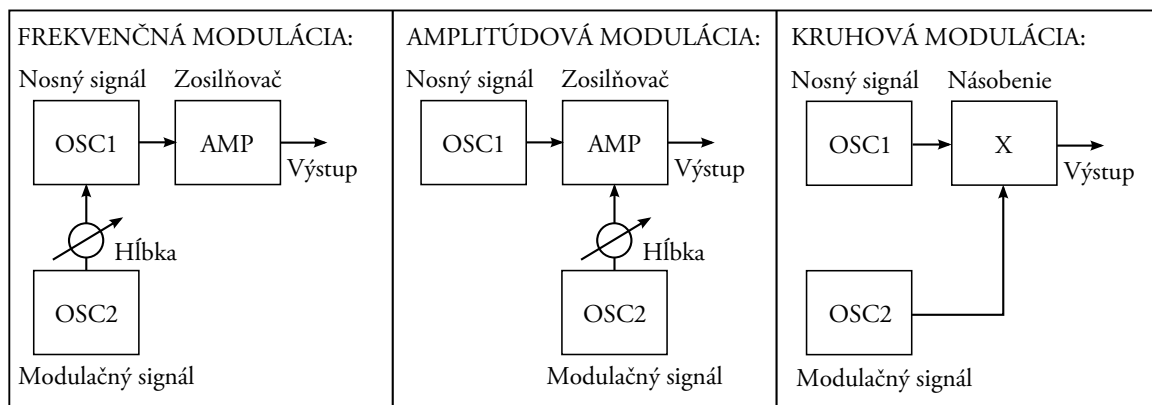 FREKVENČNÁ MODULÁCIA:
Nosný signál
Zosilňovač
OSC1
AMP
Výstup
Hĺbka
OSC2
Modulačný signál
AMPLITÚDOVÁ MODULÁCIA:
Nosný signál
Zosilňovač
OSC1
AMP
Výstup
Hĺbka
OSC2
Modulačný signál
KRUHOVÁ MODULÁCIA:
Nosný signál
Násobenie
OSC1
X
Výstup
OSC2
Modulačný signál